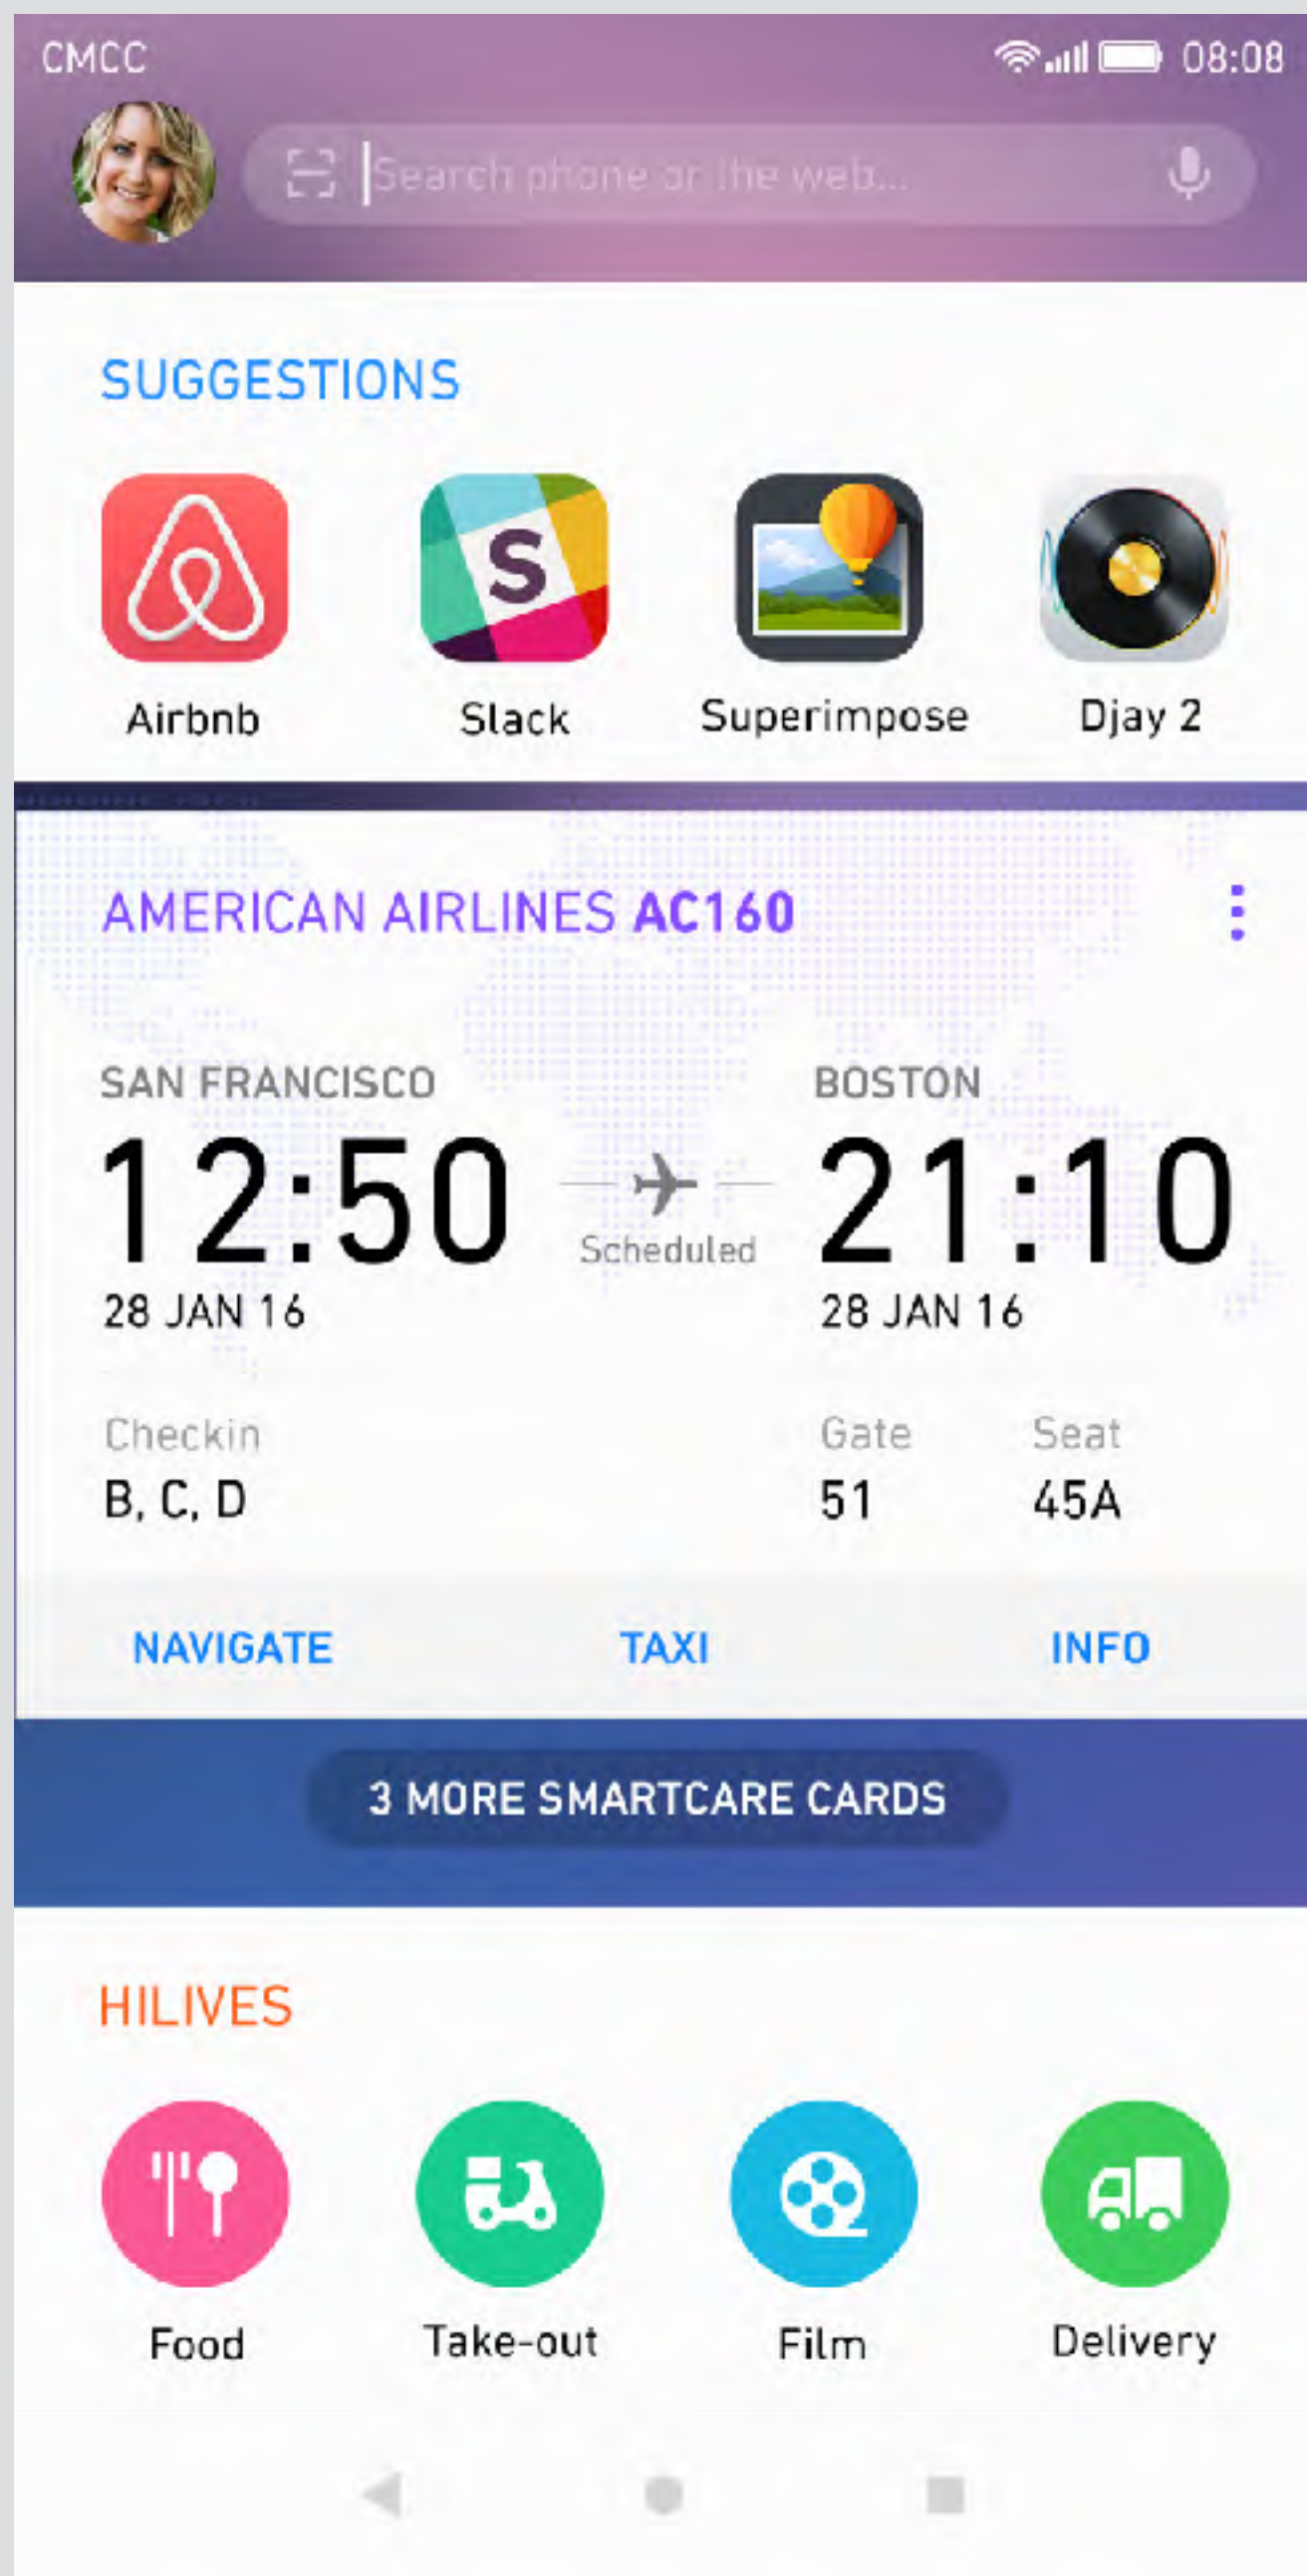 CMCC 08:08
Search phone or the web...
SUGGESTIONS
S
Airbnb Slack Superimpose Djay 2
AMERICAN AIRLINES AC160
SAN FRANCISCO BOSTON
12:50 21:10
Scheduled
28 JAN 16 28 JAN 16
Checkin Gate Seat
B, C, D 51 45A
NAVIGATE TAXI INFO
3 MORE SMARTCARE CARDS
HILIVES
Food Take-out Film Delivery